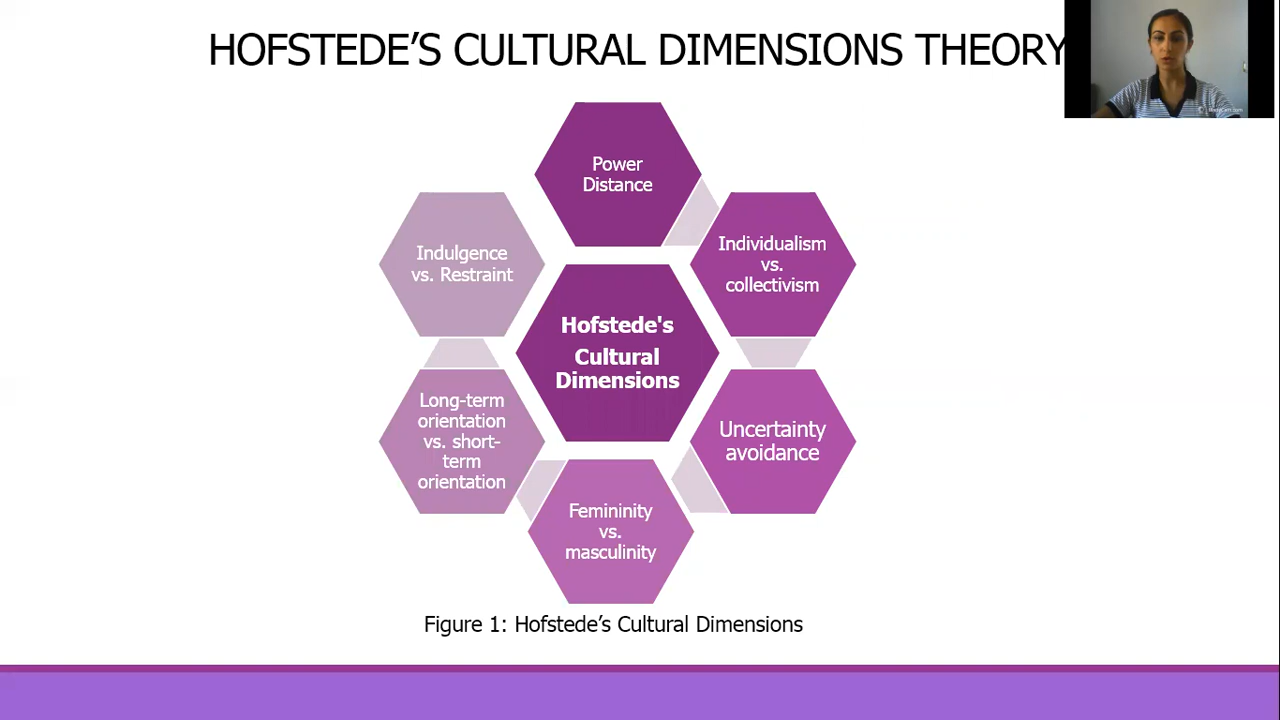 HOFSTEDE’S CULTURAL DIMENSIONS THEORY
Power
Distance
Individualism
vs.
collectivism
Uncertainty
avoidance
Femininity
vs.
masculinity
Long-term
orientation
vs. short-
term
orientation
Indulgence
vs. Restraint
Hofstede's
Cultural
Dimensions
Figure 1: Hofstede’s Cultural Dimensions